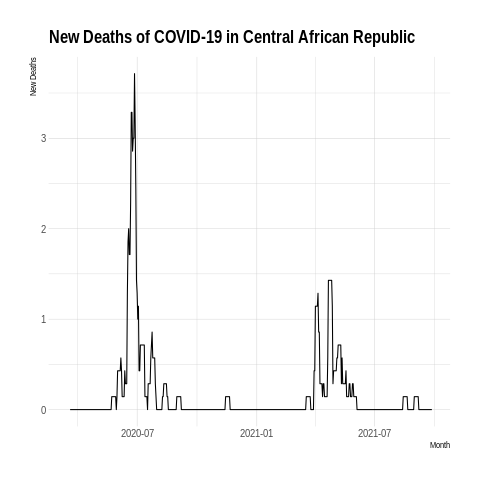 New Deaths of COVID-19 in Central African Republic
New Deaths
3
2
1
0
2020-07 2021-01 2021-07
Month